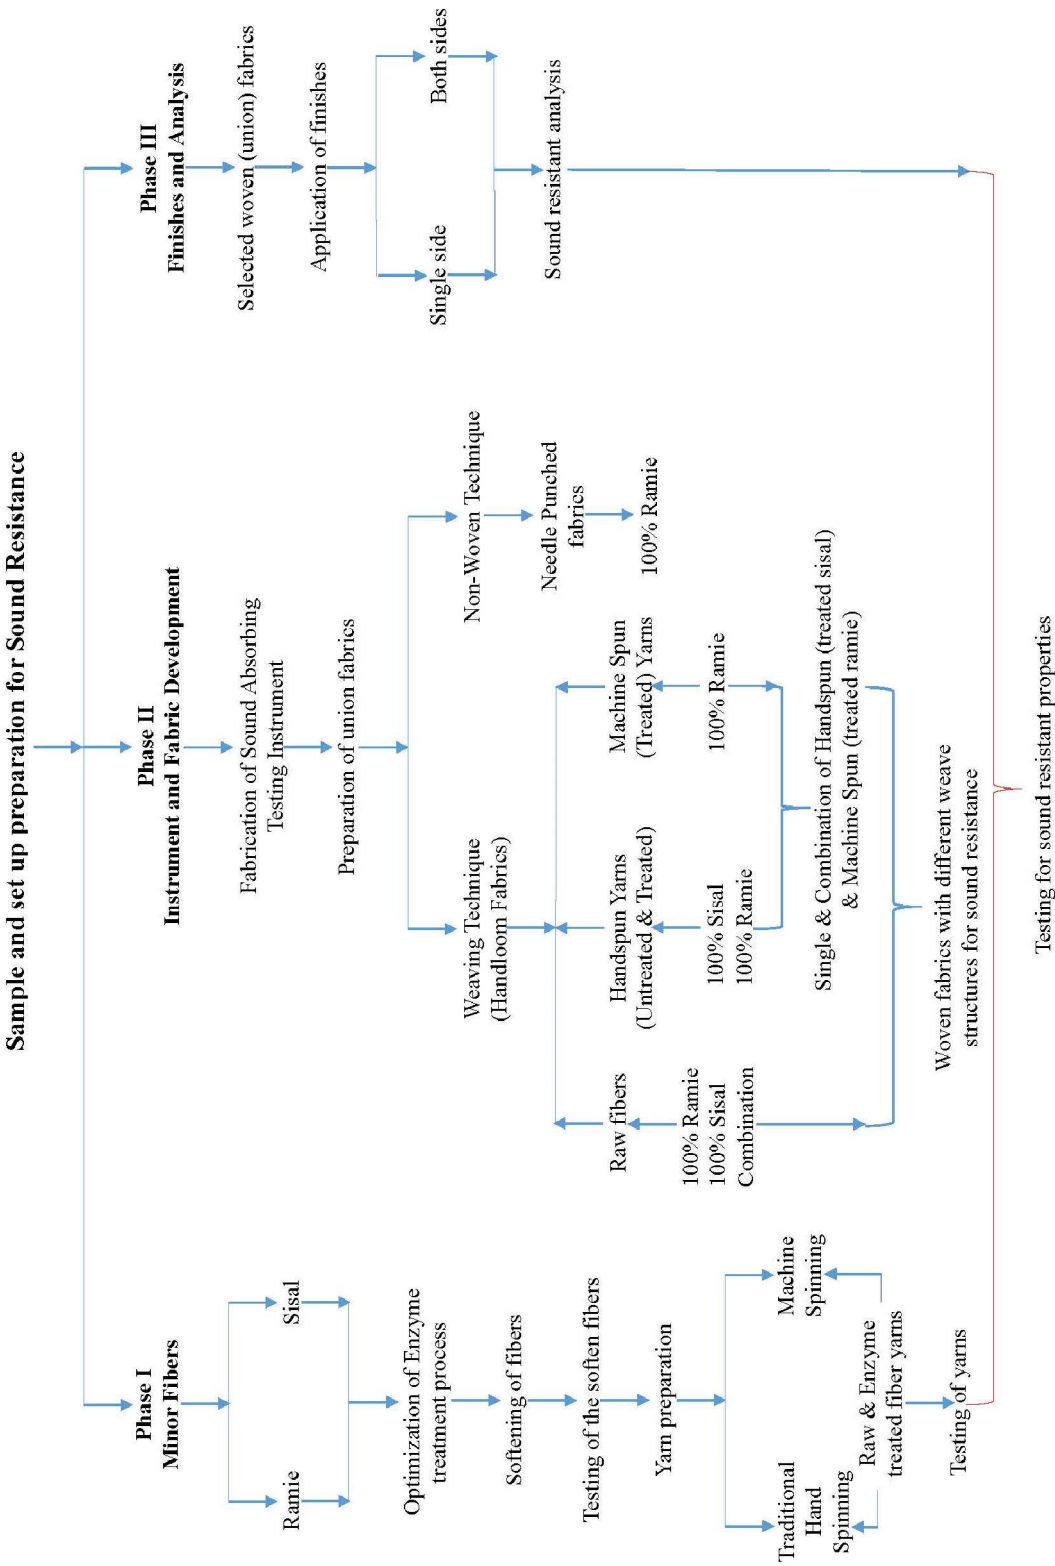 Sample and set up preparation for Sound Resistance
Phase I
Minor Fibers
Ramie
Sisal
Optimization of Enzyme
treatment process
Softening of fibers
Testing of the soften fibers
Yarn preparation
Traditional
Hand
Spinning
Machine
Spinning
Raw & Enzyme
treated fiber yarns
Testing of yarns
Phase II
Instrument and Fabric Development
Fabrication of Sound Absorbing
Testing Instrument
Preparation of union fabrics
Weaving Technique
(Handloom Fabrics)
Non-Woven Technique
Raw fibers
100% Ramie
100% Sisal
Combination
Handspun Yarns
(Untreated & Treated)
100% Sisal
100% Ramie
Machine Spun
(Treated) Yarns
100% Ramie
Needle Punched
fabrics
100% Ramie
Single & Combination of Handspun (treated sisal)
& Machine Spun (treated ramie)
Woven fabrics with different weave
structures for sound resistance
Phase III
Finishes and Analysis
Selected woven (union) fabrics
Application of finishes
Single side
Both sides
Sound resistant analysis
Testing for sound resistant properties